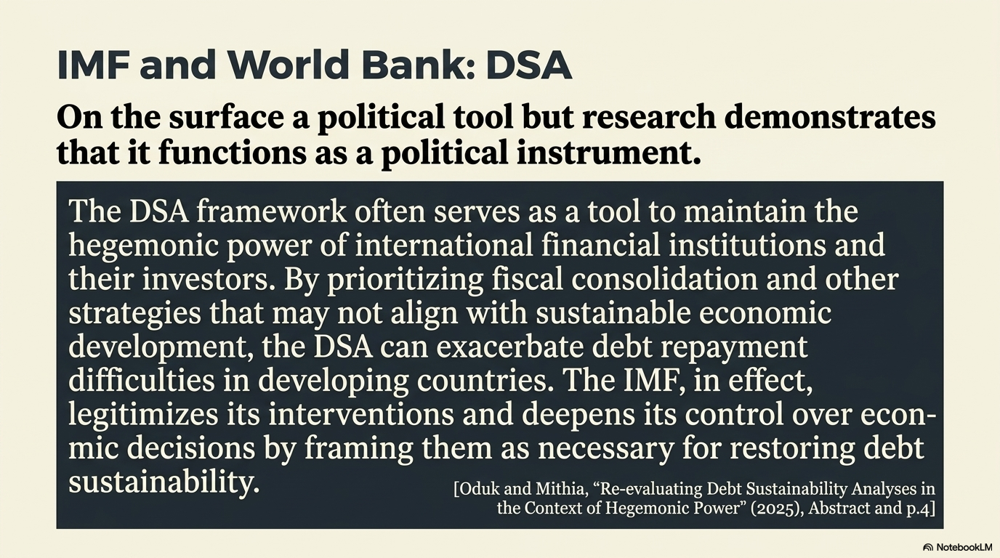 IMF and World Bank: DSA
On the surface a political tool but research demonstrates
that it functions as a political instrument.
The DSA framework often serves as a tool to maintain the
hegemonic power of international financial institutions and
their investors. By prioritizing fiscal consolidation and other
strategies that may not align with sustainable economic
development, the DSA can exacerbate debt repayment
difficulties in developing countries. The IMF, in effect,
legitimizes its interventions and deepens its control over econ-
mic decisions by framing them as necessary for restoring debt
sustainability.
[Oduk and Mithia, “Re-evaluating Debt Sustainability Analyses in
the Context of Hegemonic Power” (2025), Abstract and p.4]
NotebookLM